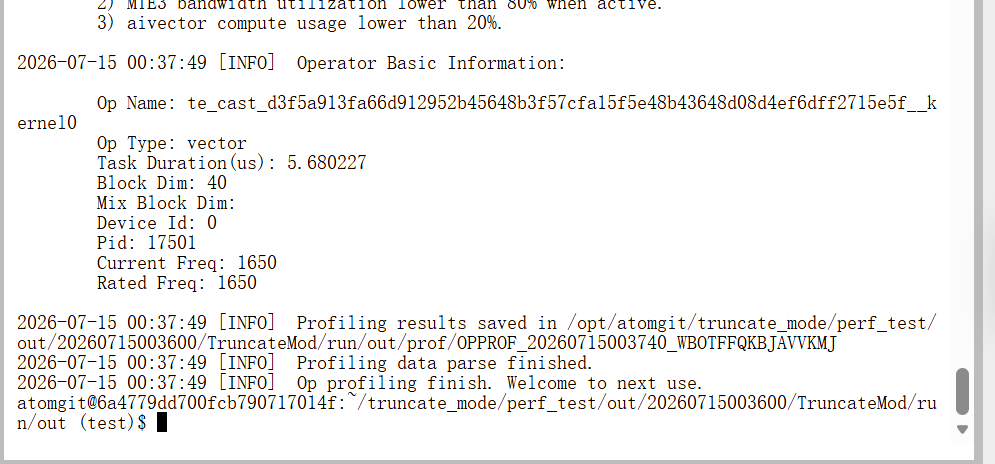 2) MTE3 bandwidth utilization lower than 80% when active.
3) aivector compute usage lower than 20%.
2026-07-15 00:37:49 [INFO]  Operator Basic Information:
Op Name: te_cast_d3f5a913fa66d912952b45648b3f57cfa15f5e48b43648d08d4ef6dff2715e5f__k
ernel0
Op Type: vector
Task Duration(us): 5.680227
Block Dim: 40
Mix Block Dim:
Device Id: 0
Pid: 17501
Current Freq: 1650
Rated Freq: 1650
2026-07-15 00:37:49 [INFO]  Profiling results saved in /opt/atomgit/truncate_mode/perf_test/
out/20260715003600/TruncateMod/run/out/prof/OPPROF_20260715003740_WBOTFFQKBJAVVKMJ
2026-07-15 00:37:49 [INFO]  Profiling data parse finished.
2026-07-15 00:37:49 [INFO]  Op profiling finish. Welcome to next use.
atomgit@6a4779dd700fcb790717014f:~/truncate_mode/perf_test/out/20260715003600/TruncateMod/ru
n/out (test)$